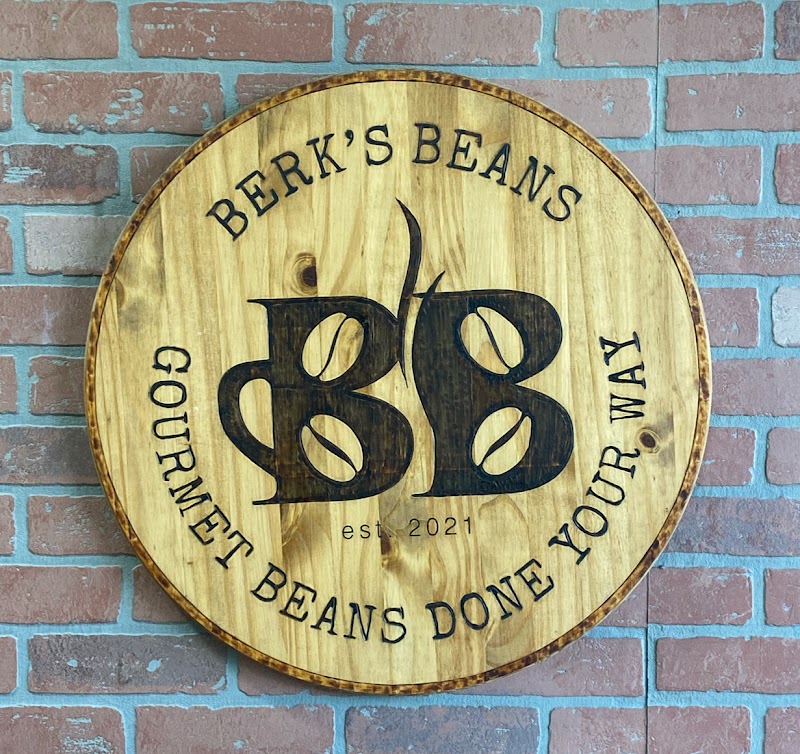 BERK'S BEANS
BB
est. 2021
GOURMET BEANS DONE YOUR WAY